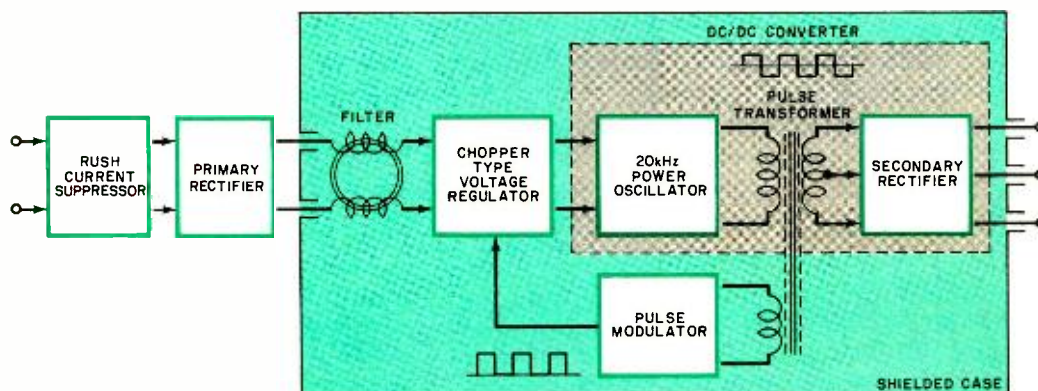 DC/DC CONVERTER
PULSE
TRANSFORMER
FILTER
RUSH
CURRENT
SUPPRESSOR
PRIMARY
RECTIFIER
CHOPPER
TYPE
VOLTAGE
REGULATOR
20kHz
POWER
OSCILLATOR
SECONDARY
RECTIFIER
PULSE
MODULATOR
SHIELDED CASE